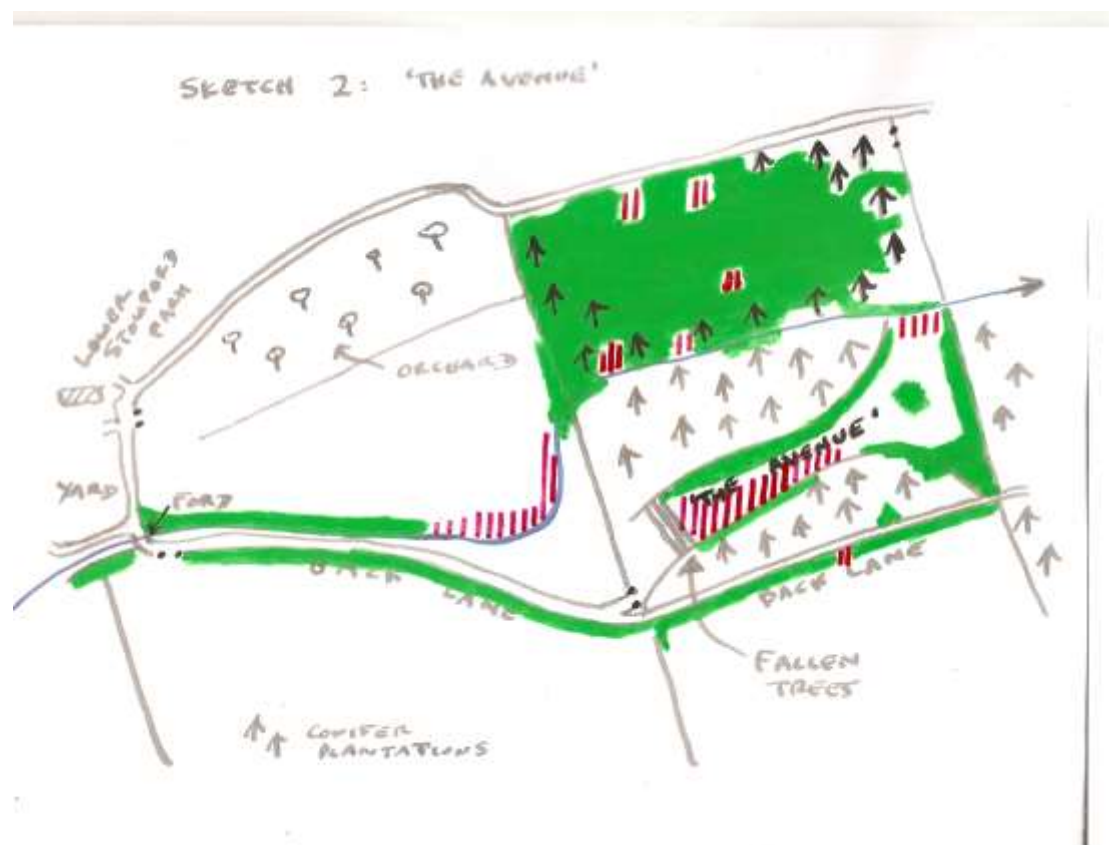 SKETCH 2: 'THE AVENUE'
LOWER
STOWFORD
FARM
ORCHARD
YARD
FORD
'THE AVENUE'
BACK LANE
BACK LANE
FALLEN
TREES
CONIFER
PLANTATIONS